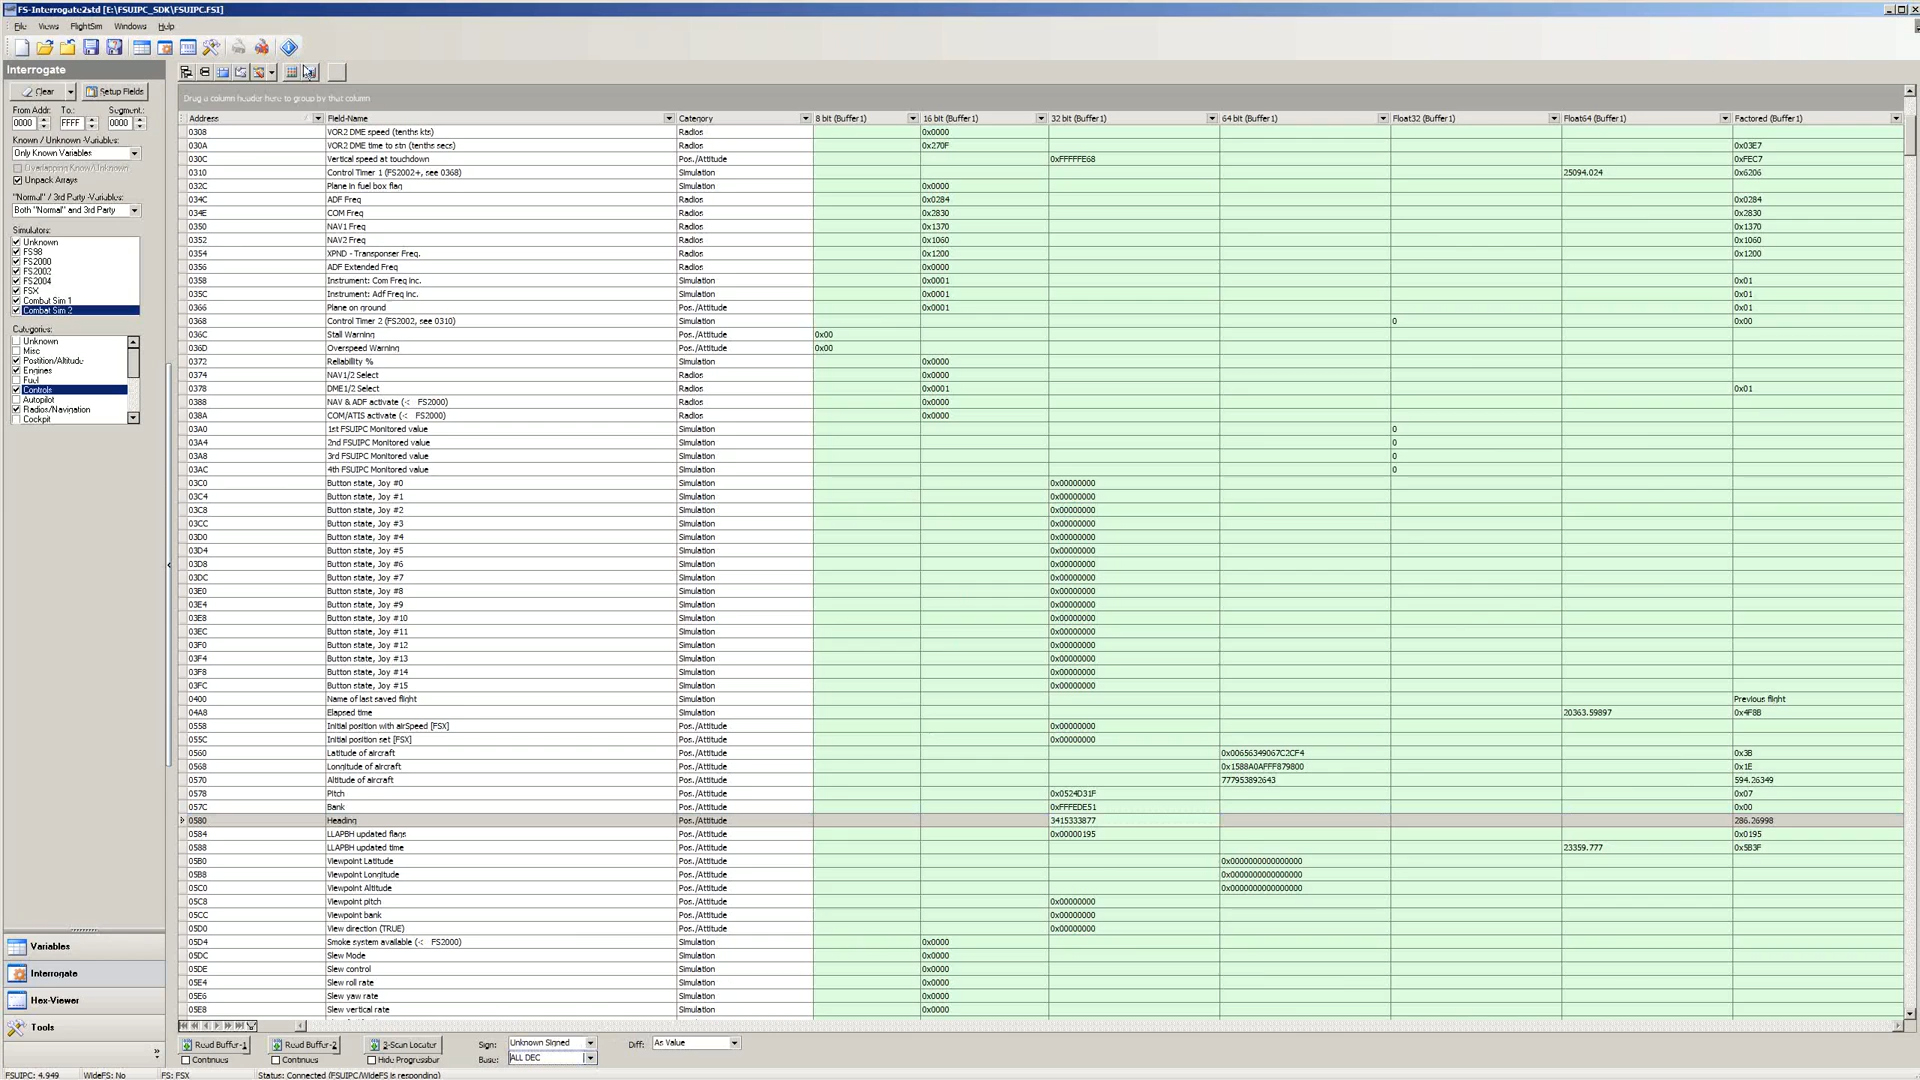 FS-Interrogate2std [E:\FSUIPC_SDK\FSUIPC.FSI]
File Views FlightSim Windows Help
Interrogate
Clear Setup Fields
From Addr: To: Segment:
0000 FFFF 0000
Known / Unknown -Variables:
Only Known Variables
Overlapping Know/Unknown
Unpack Arrays
"Normal" / 3rd Party -Variables:
Both "Normal" and 3rd Party
Simulators:
Unknown
FS98
FS2000
FS2002
FS2004
FSX
Combat Sim 1
Combat Sim 2
Categories:
Unknown
Misc
Postition/Altitude
Engines
Fuel
Controls
Autopilot
Radios/Navigation
Cockpit
Variables
Interrogate
Hex-Viewer
Tools
Drag a column header here to group by that column
Address Field-Name Category 8 bit (Buffer1) 16 bit (Buffer1) 32 bit (Buffer1) 64 bit (Buffer1) Float32 (Buffer1) Float64 (Buffer1) Factored (Buffer1)
0308 VOR2 DME speed (tenths kts) Radios 0x0000
030A VOR2 DME time to stn (tenths secs) Radios 0x270F 0x03E7
030C Vertical speed at touchdown Pos./Attitude 0xFFFFFE68 0xFEC7
0310 Control Timer 1 (FS2002+, see 0368) Simulation 25094.024 0x6206
032C Plane in fuel box flag Simulation 0x0000
034C ADF Freq Radios 0x0284 0x0284
034E COM Freq Radios 0x2830 0x2830
0350 NAV1 Freq Radios 0x1370 0x1370
0352 NAV2 Freq Radios 0x1060 0x1060
0354 XPND - Transponser Freq. Radios 0x1200 0x1200
0356 ADF Extended Freq Radios 0x0000
0358 Instrument: Com Freq inc. Simulation 0x0001 0x01
035C Instrument: Adf Freq inc. Simulation 0x0001 0x01
0366 Plane on ground Pos./Attitude 0x0001 0x01
0368 Control Timer 2 (FS2002, see 0310) Simulation 0 0x00
036C Stall Warning Pos./Attitude 0x00
036D Overspeed Warning Pos./Attitude 0x00
0372 Reliability % Simulation 0x0000
0374 NAV1/2 Select Radios 0x0000
0378 DME1/2 Select Radios 0x0001 0x01
0388 NAV & ADF activate (< FS2000) Radios 0x0000
038A COM/ATIS activate (< FS2000) Radios 0x0000
03A0 1st FSUIPC Monitored value Simulation 0
03A4 2nd FSUIPC Monitored value Simulation 0
03A8 3rd FSUIPC Monitored value Simulation 0
03AC 4th FSUIPC Monitored value Simulation 0
03C0 Button state, Joy #0 Simulation 0x00000000
03C4 Button state, Joy #1 Simulation 0x00000000
03C8 Button state, Joy #2 Simulation 0x00000000
03CC Button state, Joy #3 Simulation 0x00000000
03D0 Button state, Joy #4 Simulation 0x00000000
03D4 Button state, Joy #5 Simulation 0x00000000
03D8 Button state, Joy #6 Simulation 0x00000000
03DC Button state, Joy #7 Simulation 0x00000000
03E0 Button state, Joy #8 Simulation 0x00000000
03E4 Button state, Joy #9 Simulation 0x00000000
03E8 Button state, Joy #10 Simulation 0x00000000
03EC Button state, Joy #11 Simulation 0x00000000
03F0 Button state, Joy #12 Simulation 0x00000000
03F4 Button state, Joy #13 Simulation 0x00000000
03F8 Button state, Joy #14 Simulation 0x00000000
03FC Button state, Joy #15 Simulation 0x00000000
0400 Name of last saved flight Simulation Previous flight
04A8 Elapsed time Simulation 20363.59897 0x4F8B
0558 Initial position with airSpeed [FSX] Pos./Attitude 0x00000000
055C Initial position set [FSX] Pos./Attitude 0x00000000
0560 Latitude of aircraft Pos./Attitude 0x00656349067C2CF4 0x3B
0568 Longitude of aircraft Pos./Attitude 0x1588A0AFFF879800 0x1E
0570 Altitude of aircraft Pos./Attitude 777953892643 594.26349
0578 Pitch Pos./Attitude 0x0524D31F 0x07
057C Bank Pos./Attitude 0xFFFEDE51 0x00
0580 Heading Pos./Attitude 3415333877 286.26998
0584 LLAPBH updated flags Pos./Attitude 0x00000195 0x0195
0588 LLAPBH updated time Pos./Attitude 23359.777 0x5B3F
05B0 Viewpoint Latitude Pos./Attitude 0x0000000000000000
05B8 Viewpoint Longitude Pos./Attitude 0x0000000000000000
05C0 Viewpoint Altitude Pos./Attitude 0x0000000000000000
05C8 Viewpoint pitch Pos./Attitude 0x00000000
05CC Viewpoint bank Pos./Attitude 0x00000000
05D0 View direction (TRUE) Pos./Attitude 0x00000000
05D4 Smoke system available (< FS2000) Simulation 0x0000
05DC Slew Mode Simulation 0x0000
05DE Slew control Simulation 0x0000
05E4 Slew roll rate Simulation 0x0000
05E6 Slew yaw rate Simulation 0x0000
05E8 Slew vertical rate Simulation 0x0000
Read Buffer-1 Read Buffer-2 2-Scan Locater Sign: Unknown Signed Diff: As Value
Continues Continues Hide Progressbar Base: ALL DEC
FSUIPC: 4.949 WideFS: No FS: FSX Status: Connected (FSUIPC/WideFS is responding)